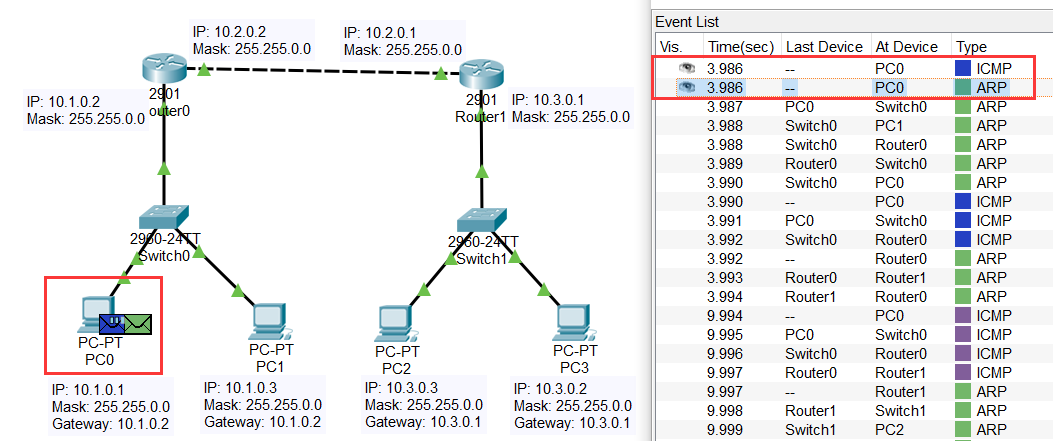 IP: 10.2.0.2
Mask: 255.255.0.0
IP: 10.2.0.1
Mask: 255.255.0.0
2901
outer0
2901
Router1
IP: 10.1.0.2
Mask: 255.255.0.0
IP: 10.3.0.1
Mask: 255.255.0.0
2960-24TT
Switch0
2960-24TT
Switch1
PC-PT
PC0
PC-PT
PC1
PC-PT
PC2
PC-PT
PC3
IP: 10.1.0.1
Mask: 255.255.0.0
Gateway: 10.1.0.2
IP: 10.1.0.3
Mask: 255.255.0.0
Gateway: 10.1.0.2
IP: 10.3.0.3
Mask: 255.255.0.0
Gateway: 10.3.0.1
IP: 10.3.0.2
Mask: 255.255.0.0
Gateway: 10.3.0.1
Event List
Vis. Time(sec) Last Device At Device Type
3.986 -- PC0 ICMP
3.986 -- PC0 ARP
3.987 PC0 Switch0 ARP
3.988 Switch0 PC1 ARP
3.988 Switch0 Router0 ARP
3.989 Router0 Switch0 ARP
3.990 Switch0 PC0 ARP
3.990 -- PC0 ICMP
3.991 PC0 Switch0 ICMP
3.992 Switch0 Router0 ICMP
3.992 -- Router0 ARP
3.993 Router0 Router1 ARP
3.994 Router1 Router0 ARP
9.994 -- PC0 ICMP
9.995 PC0 Switch0 ICMP
9.996 Switch0 Router0 ICMP
9.997 Router0 Router1 ICMP
9.997 -- Router1 ARP
9.998 Router1 Switch1 ARP
9.999 Switch1 PC2 ARP